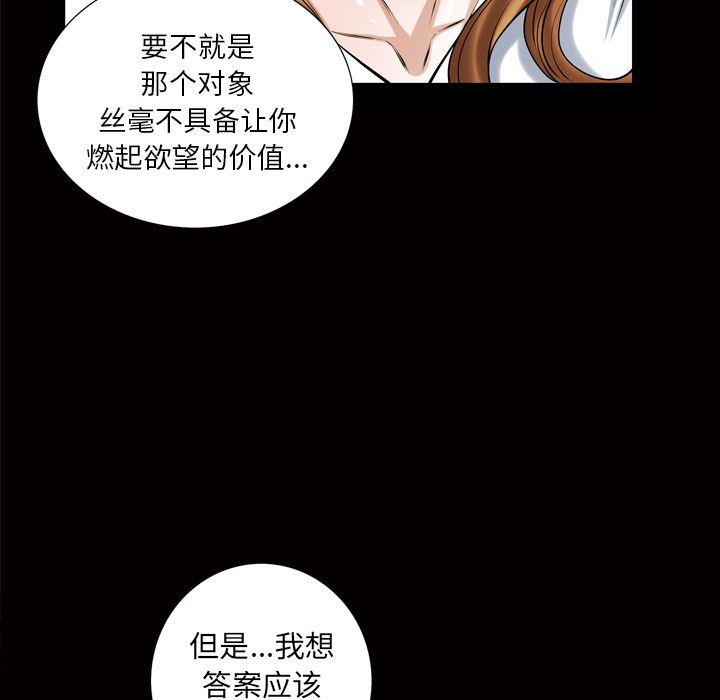 要不就是
那个对象
丝毫不具备让你
燃起欲望的价值...
但是...我想
答案应该